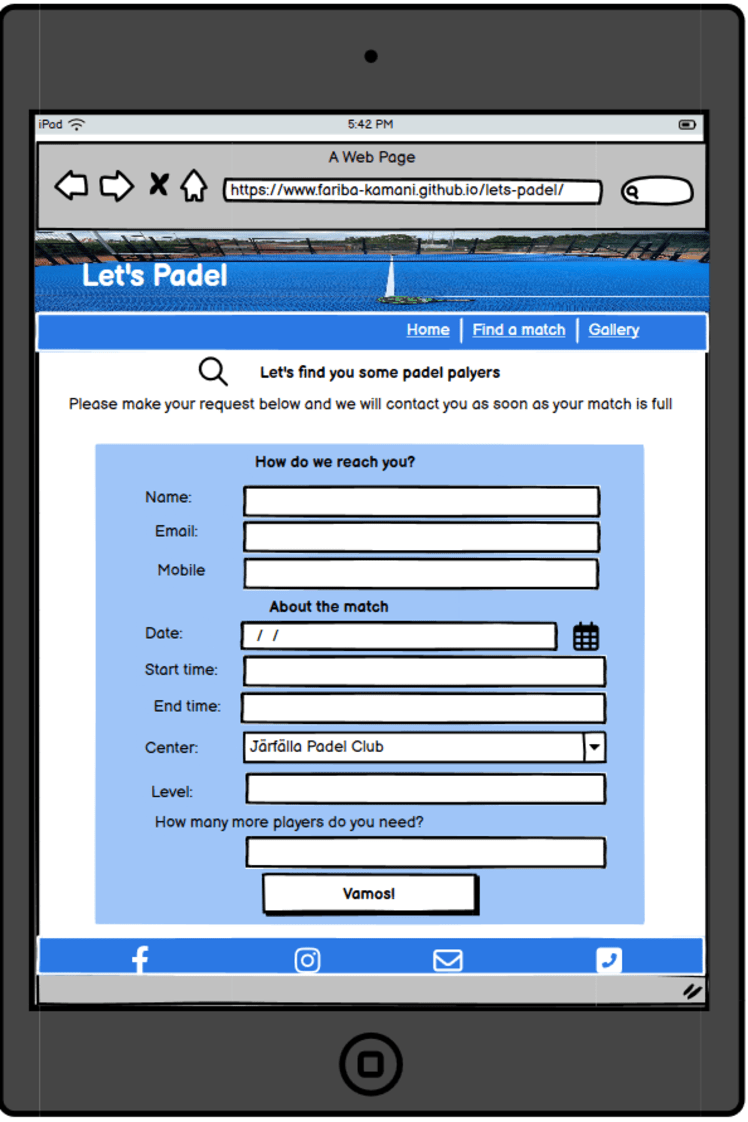 iPod 5:42 PM
A Web Page
https://www.fariba-kamani.github.io/lets-padel/
Let's Padel
Home Find a match Gallery
Let's find you some padel palyers
Please make your request below and we will contact you as soon as your match is full
How do we reach you?
Name:
Email:
Mobile
About the match
Date: / /
Start time:
End time:
Center: Järfälla Padel Club
Level:
How many more players do you need?
Vamos!